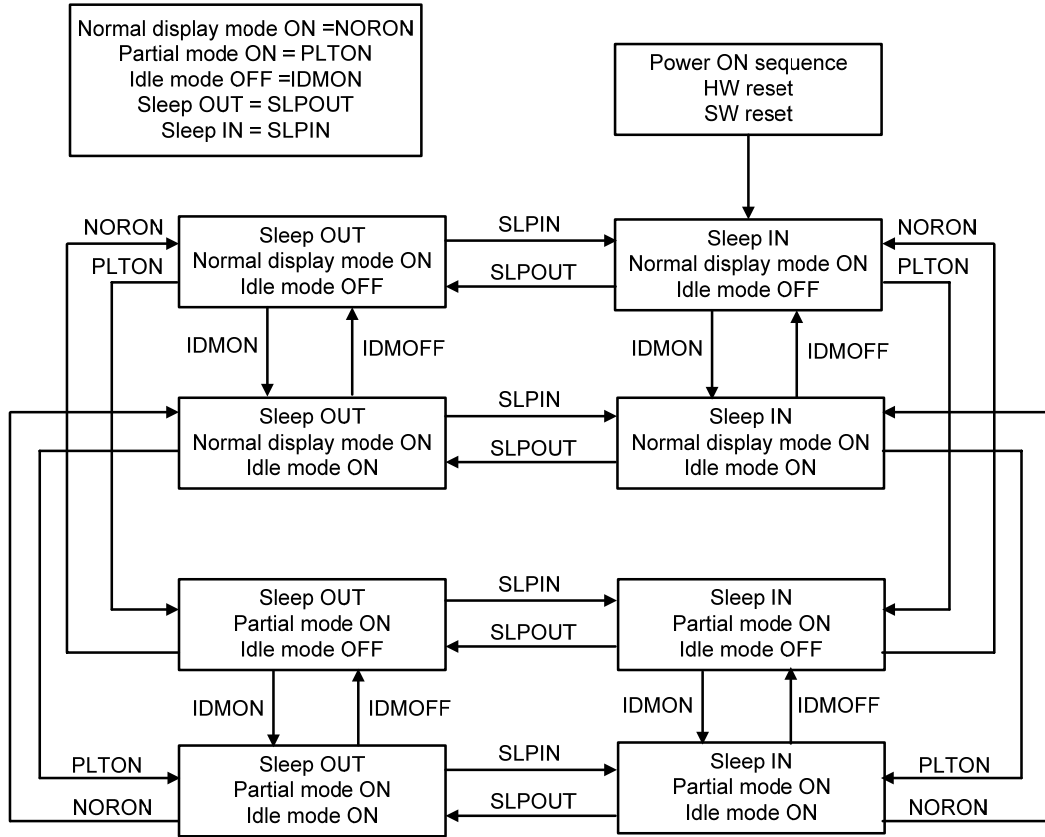 Normal display mode ON =NORON
Partial mode ON = PLTON
Idle mode OFF =IDMON
Sleep OUT = SLPOUT
Sleep IN = SLPIN
Power ON sequence
HW reset
SW reset
NORON
PLTON
Sleep OUT
Normal display mode ON
Idle mode OFF
SLPIN
SLPOUT
Sleep IN
Normal display mode ON
Idle mode OFF
NORON
PLTON
IDMON
IDMOFF
IDMON
IDMOFF
Sleep OUT
Normal display mode ON
Idle mode ON
SLPIN
SLPOUT
Sleep IN
Normal display mode ON
Idle mode ON
Sleep OUT
Partial mode ON
Idle mode OFF
SLPIN
SLPOUT
Sleep IN
Partial mode ON
Idle mode OFF
IDMON
IDMOFF
IDMON
IDMOFF
PLTON
NORON
Sleep OUT
Partial mode ON
Idle mode ON
SLPIN
SLPOUT
Sleep IN
Partial mode ON
Idle mode ON
PLTON
NORON